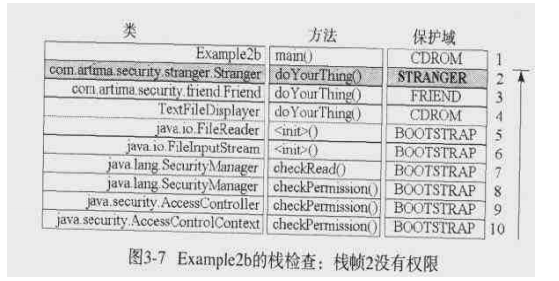 类 方法 保护域
Example2b main() CDROM 1
com.artima.security.stranger.Stranger doYourThing() STRANGER 2
com.artima.security.friend.Friend doYourThing() FRIEND 3
TextFileDisplayer doYourThing() CDROM 4
java.io.FileReader <init>() BOOTSTRAP 5
java.io.FileInputStream <init>() BOOTSTRAP 6
java.lang.SecurityManager checkRead() BOOTSTRAP 7
java.lang.SecurityManager checkPermission() BOOTSTRAP 8
java.security.AccessController checkPermission() BOOTSTRAP 9
java.security.AccessControlContext checkPermission() BOOTSTRAP 10
图3-7 Example2b的栈检查：栈帧2没有权限